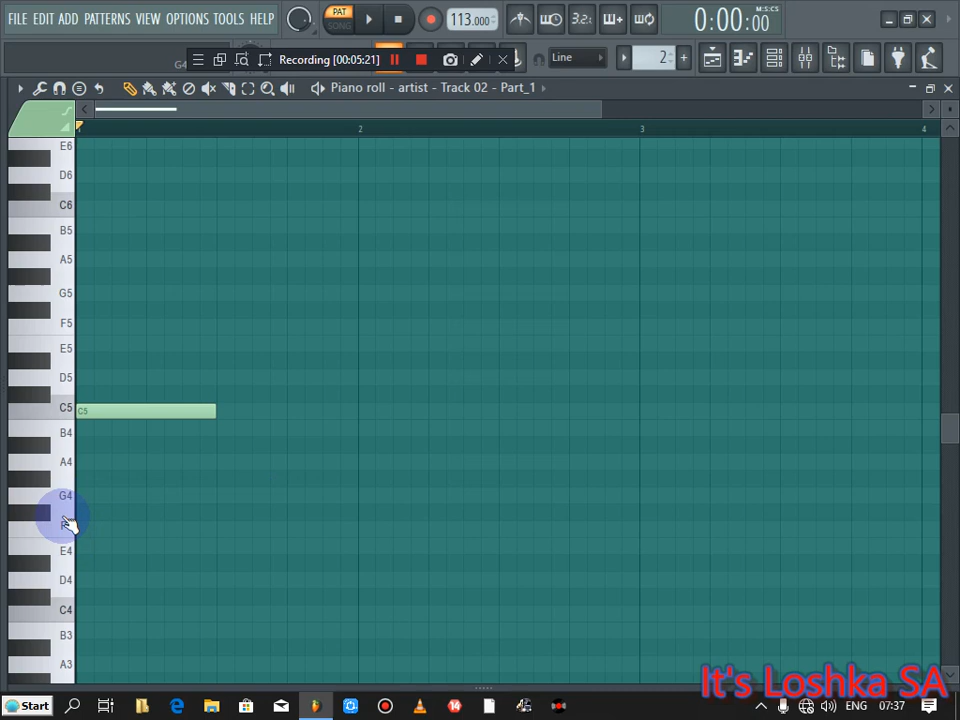 FILE EDIT ADD PATTERNS VIEW OPTIONS TOOLS HELP
PAT
SONG
113.000
3.2
0:00:00
M:S:CS
Recording [00:05:21]
Line
2
Piano roll - artist - Track 02 - Part_1
2
3
4
E6
D6
C6
B5
A5
G5
F5
E5
D5
C5
C5
B4
A4
G4
E4
D4
C4
B3
A3
It's Loshka SA
Start
14
ENG
07:37